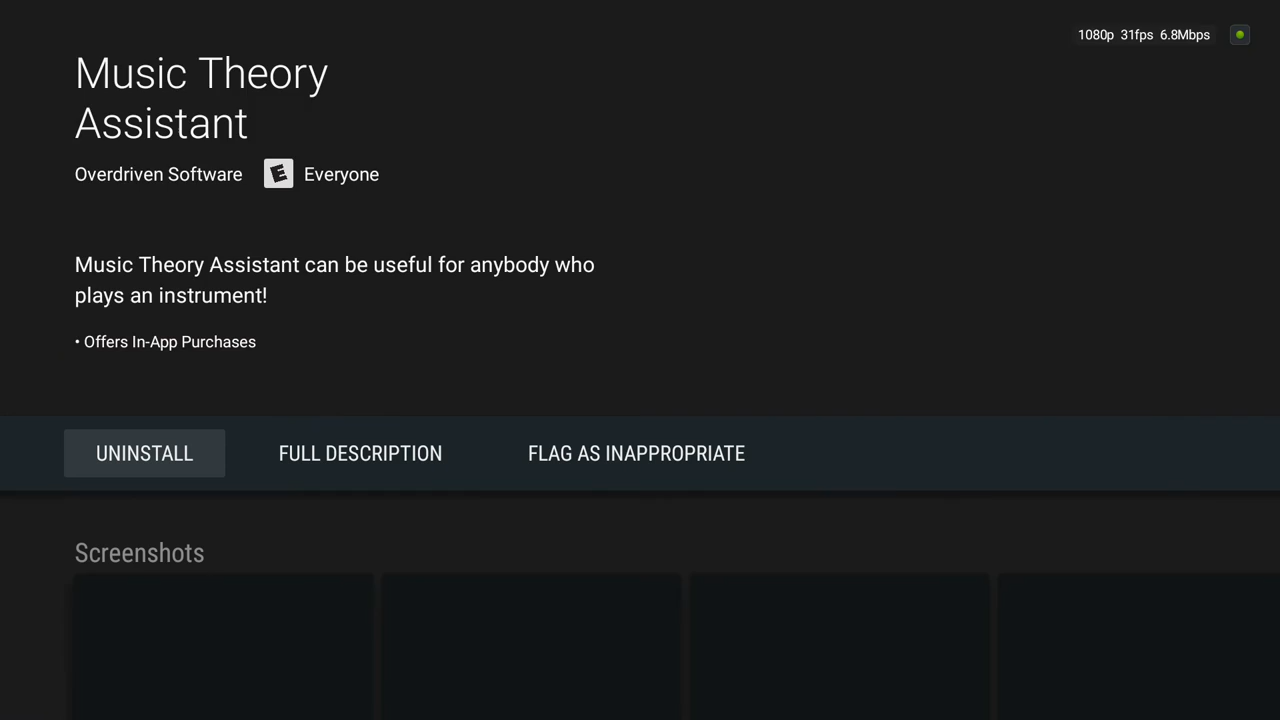 1080p 31fps 6.8Mbps
Music Theory
Assistant
Overdriven Software E Everyone
Music Theory Assistant can be useful for anybody who
plays an instrument!
• Offers In-App Purchases
UNINSTALL FULL DESCRIPTION FLAG AS INAPPROPRIATE
Screenshots